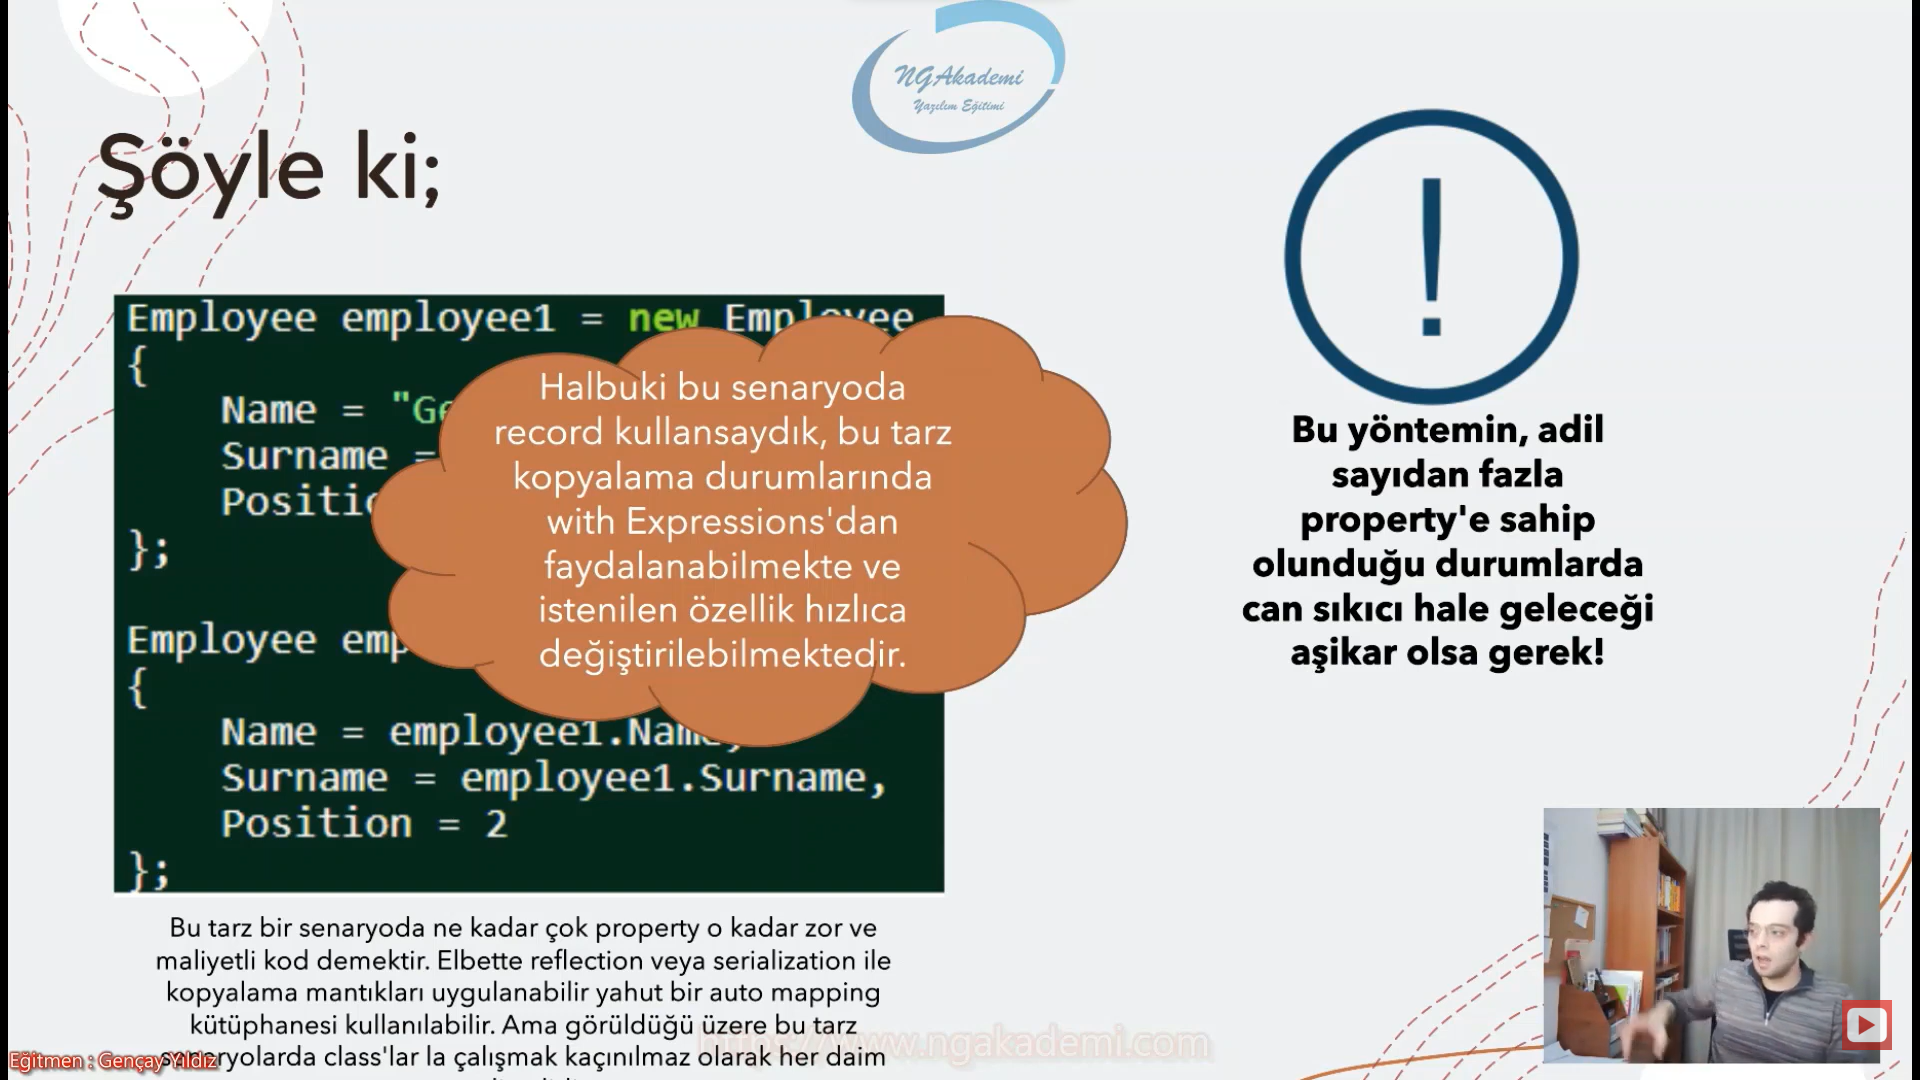 NGAkademi
Yazılım Eğitimi
Şöyle ki;
Employee employee1 = new Employee
{
Name = "Ge
Surname =
Positio
};
Employee emp
{
Name = employee1.Name,
Surname = employee1.Surname,
Position = 2
};
Halbuki bu senaryoda
record kullansaydık, bu tarz
kopyalama durumlarında
with Expressions'dan
faydalanabilmekte ve
istenilen özellik hızlıca
değiştirilebilmektedir.
Bu yöntemin, adil
sayıdan fazla
property'e sahip
olunduğu durumlarda
can sıkıcı hale geleceği
aşikar olsa gerek!
Bu tarz bir senaryoda ne kadar çok property o kadar zor ve
maliyetli kod demektir. Elbette reflection veya serialization ile
kopyalama mantıkları uygulanabilir yahut bir auto mapping
kütüphanesi kullanılabilir. Ama görüldüğü üzere bu tarz
class'lar la çalışmak kaçınılmaz olarak her daim
https://www.ngakademi.com
Eğitmen : Gençay Yıldız